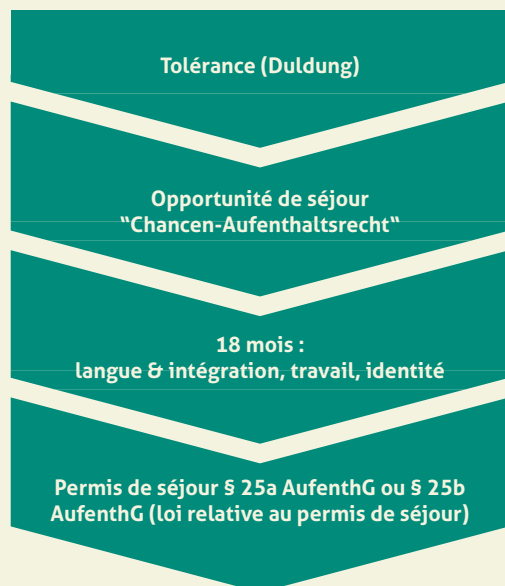 Tolérance (Duldung)
Opportunité de séjour
“Chancen-Aufenthaltsrecht“
18 mois :
langue & intégration, travail, identité
Permis de séjour § 25a AufenthG ou § 25b
AufenthG (loi relative au permis de séjour)